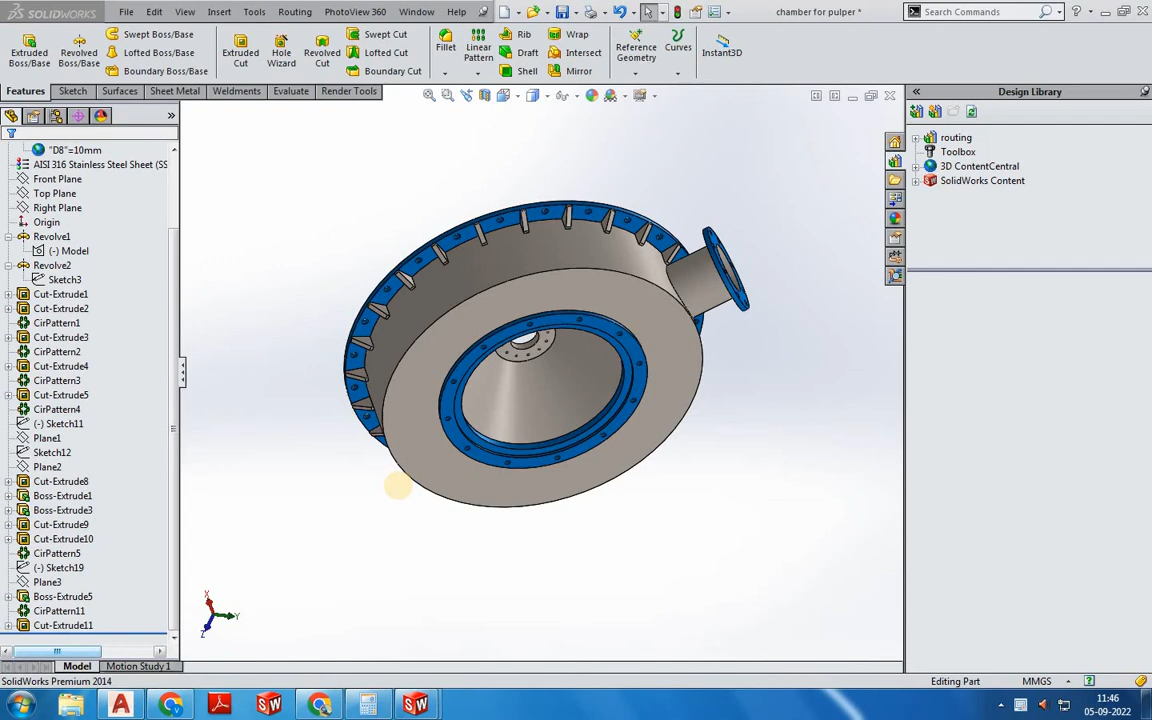 SOLIDWORKS File Edit View Insert Tools Routing PhotoView 360 Window Help chamber for pulper * Search Commands
Extruded Boss/Base
Revolved Boss/Base
Swept Boss/Base
Lofted Boss/Base
Boundary Boss/Base
Extruded Cut
Hole Wizard
Revolved Cut
Swept Cut
Lofted Cut
Boundary Cut
Fillet
Linear Pattern
Rib
Draft
Shell
Wrap
Intersect
Mirror
Reference Geometry
Curves
Instant3D
Features Sketch Surfaces Sheet Metal Weldments Evaluate Render Tools
"D8"=10mm
AISI 316 Stainless Steel Sheet (SS
Front Plane
Top Plane
Right Plane
Origin
Revolve1
(-) Model
Revolve2
Sketch3
Cut-Extrude1
Cut-Extrude2
CirPattern1
Cut-Extrude3
CirPattern2
Cut-Extrude4
CirPattern3
Cut-Extrude5
CirPattern4
(-) Sketch11
Plane1
Sketch12
Plane2
Cut-Extrude8
Boss-Extrude1
Boss-Extrude3
Cut-Extrude9
Cut-Extrude10
CirPattern5
(-) Sketch19
Plane3
Boss-Extrude5
CirPattern11
Cut-Extrude11
X
Y
Z
Design Library
routing
Toolbox
3D ContentCentral
SolidWorks Content
Model Motion Study 1
SolidWorks Premium 2014 Editing Part MMGS
11:46
05-09-2022